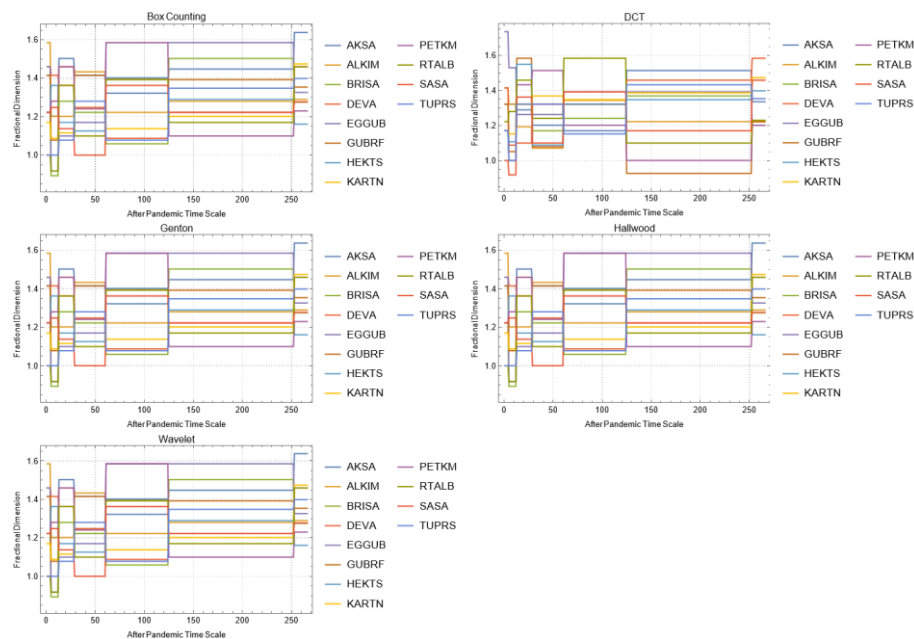 Box Counting
Fractional Dimension
1.6
1.4
1.2
1.0
0 50 100 150 200 250
After Pandemic Time Scale
AKSA
ALKIM
BRISA
DEVA
EGGUB
GUBRF
HEKTS
KARTN
PETKM
RTALB
SASA
TUPRS
DCT
Fractional Dimension
1.6
1.4
1.2
1.0
0 50 100 150 200 250
After Pandemic Time Scale
AKSA
ALKIM
BRISA
DEVA
EGGUB
GUBRF
HEKTS
KARTN
PETKM
RTALB
SASA
TUPRS
Genton
Fractional Dimension
1.6
1.4
1.2
1.0
0 50 100 150 200 250
After Pandemic Time Scale
AKSA
ALKIM
BRISA
DEVA
EGGUB
GUBRF
HEKTS
KARTN
PETKM
RTALB
SASA
TUPRS
Hallwood
Fractional Dimension
1.6
1.4
1.2
1.0
0 50 100 150 200 250
After Pandemic Time Scale
AKSA
ALKIM
BRISA
DEVA
EGGUB
GUBRF
HEKTS
KARTN
PETKM
RTALB
SASA
TUPRS
Wavelet
Fractional Dimension
1.6
1.4
1.2
1.0
0 50 100 150 200 250
After Pandemic Time Scale
AKSA
ALKIM
BRISA
DEVA
EGGUB
GUBRF
HEKTS
KARTN
PETKM
RTALB
SASA
TUPRS